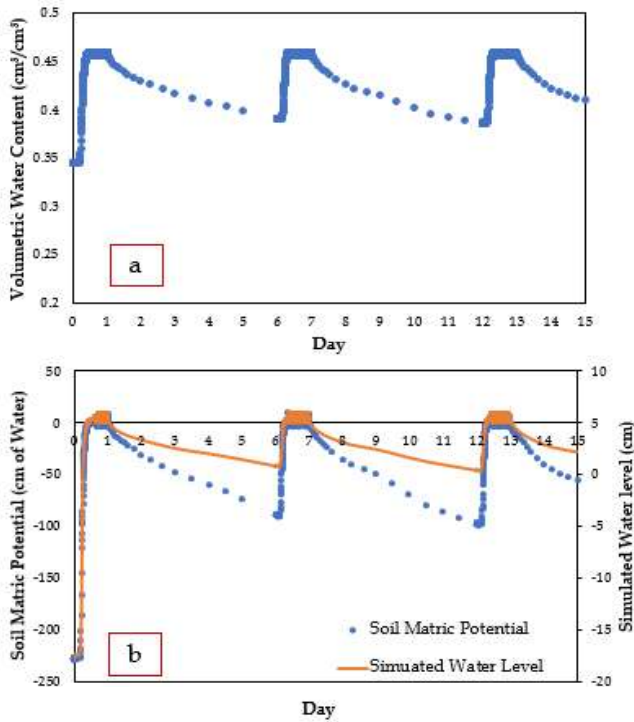 0.5
0.45
0.4
0.35
0.3
0.25
0.2
Volumetric Water Content (cm³/cm³)
a
0 1 2 3 4 5 6 7 8 9 10 11 12 13 14 15
Day
50
0
-50
-100
-150
-200
-250
Soil Matric Potential (cm of Water)
0 1 2 3 4 5 6 7 8 9 10 11 12 13 14 15
10
5
0
-5
-10
-15
-20
Simulated Water level (cm)
Soil Matric Potential
Simuated Water Level
b
Day